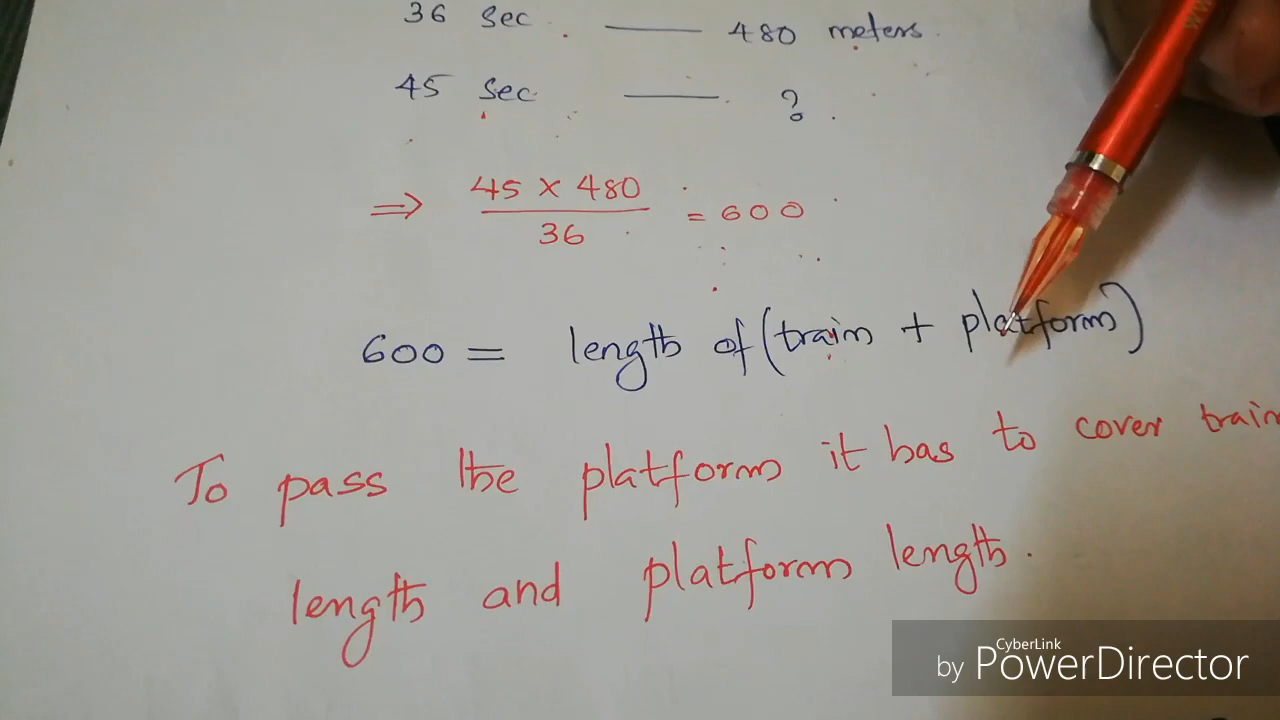 36 sec — 480 meters.
45 sec — ?
⇒ 45 × 480 / 36 = 600
600 = length of (train + platform)
To pass the platform it has to cover train
length and platform length.
CyberLink
by PowerDirector